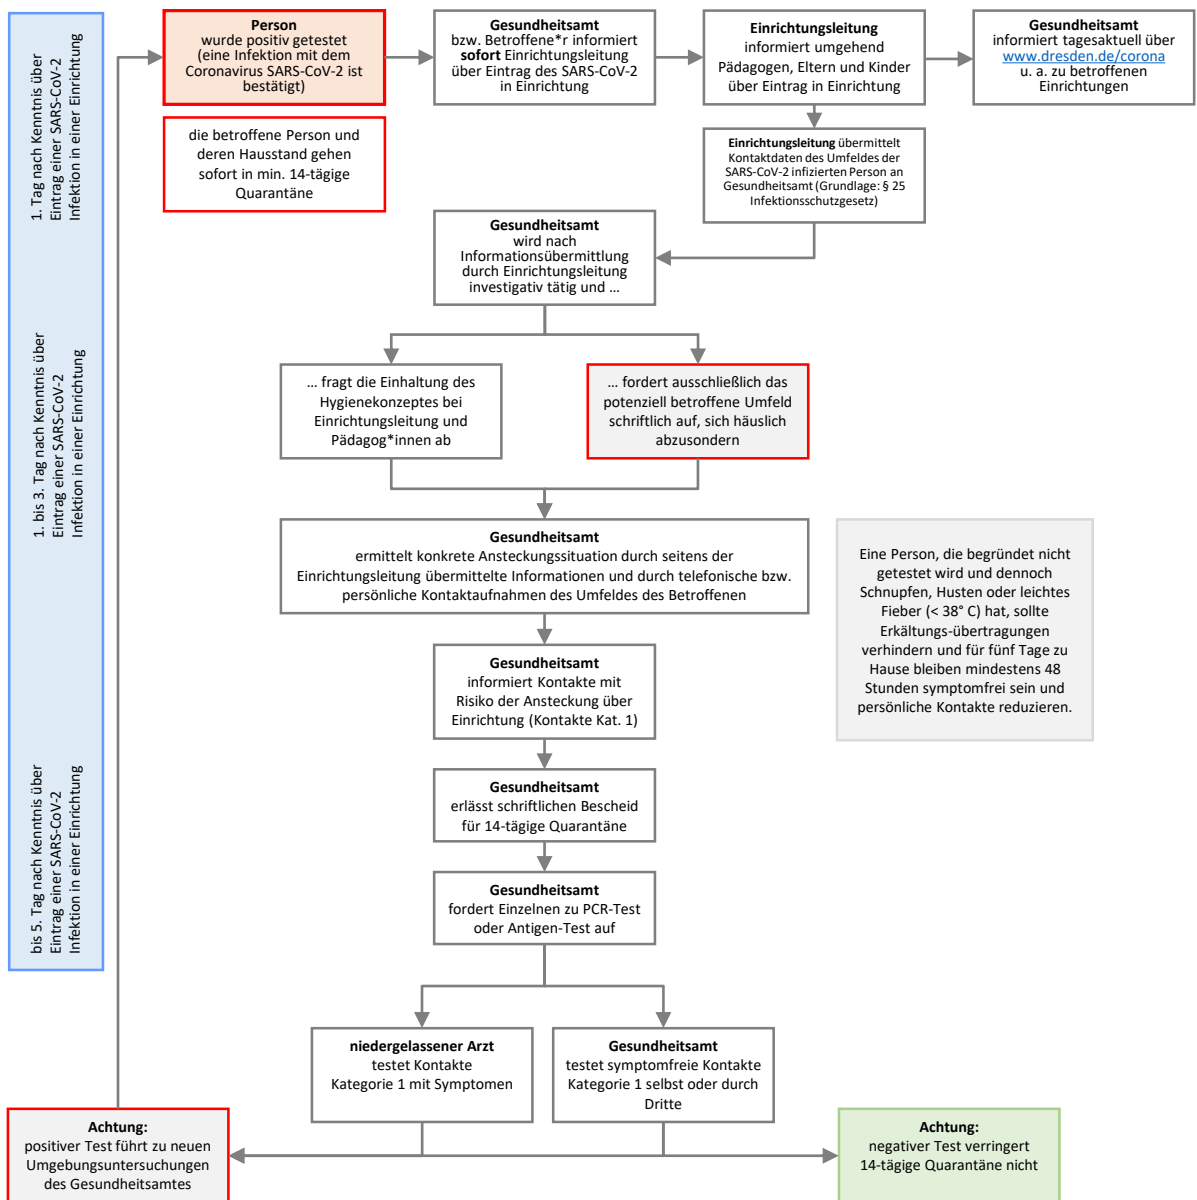 1. Tag nach Kenntnis über
Eintrag einer SARS-CoV-2
Infektion in einer Einrichtung
Person
wurde positiv getestet
(eine Infektion mit dem
Coronavirus SARS-CoV-2 ist
bestätigt)
Gesundheitsamt
bzw. Betroffene*r informiert
sofort Einrichtungsleitung
über Eintrag des SARS-CoV-2
in Einrichtung
Einrichtungsleitung
informiert umgehend
Pädagogen, Eltern und Kinder
über Eintrag in Einrichtung
Gesundheitsamt
informiert tagesaktuell über
www.dresden.de/corona
u. a. zu betroffenen
Einrichtungen
die betroffene Person und
deren Hausstand gehen
sofort in min. 14-tägige
Quarantäne
Einrichtungsleitung übermittelt
Kontaktdaten des Umfeldes der
SARS-CoV-2 infizierten Person an
Gesundheitsamt (Grundlage: § 25
Infektionsschutzgesetz)
Gesundheitsamt
wird nach
Informationsübermittlung
durch Einrichtungsleitung
investigativ tätig und …
1. bis 3. Tag nach Kenntnis über
Eintrag einer SARS-CoV-2
Infektion in einer Einrichtung
… fragt die Einhaltung des
Hygienekonzeptes bei
Einrichtungsleitung und
Pädagog*innen ab
… fordert ausschließlich das
potenziell betroffene Umfeld
schriftlich auf, sich häuslich
abzusondern
Gesundheitsamt
ermittelt konkrete Ansteckungssituation durch seitens der
Einrichtungsleitung übermittelte Informationen und durch telefonische bzw.
persönliche Kontaktaufnahmen des Umfeldes des Betroffenen
Eine Person, die begründet nicht
getestet wird und dennoch
Schnupfen, Husten oder leichtes
Fieber (< 38° C) hat, sollte
Erkältungs-übertragungen
verhindern und für fünf Tage zu
Hause bleiben mindestens 48
Stunden symptomfrei sein und
persönliche Kontakte reduzieren.
Gesundheitsamt
informiert Kontakte mit
Risiko der Ansteckung über
Einrichtung (Kontakte Kat. 1)
bis 5. Tag nach Kenntnis über
Eintrag einer SARS-CoV-2
Infektion in einer Einrichtung
Gesundheitsamt
erlässt schriftlichen Bescheid
für 14-tägige Quarantäne
Gesundheitsamt
fordert Einzelnen zu PCR-Test
oder Antigen-Test auf
niedergelassener Arzt
testet Kontakte
Kategorie 1 mit Symptomen
Gesundheitsamt
testet symptomfreie Kontakte
Kategorie 1 selbst oder durch
Dritte
Achtung:
positiver Test führt zu neuen
Umgebungsuntersuchungen
des Gesundheitsamtes
Achtung:
negativer Test verringert
14-tägige Quarantäne nicht